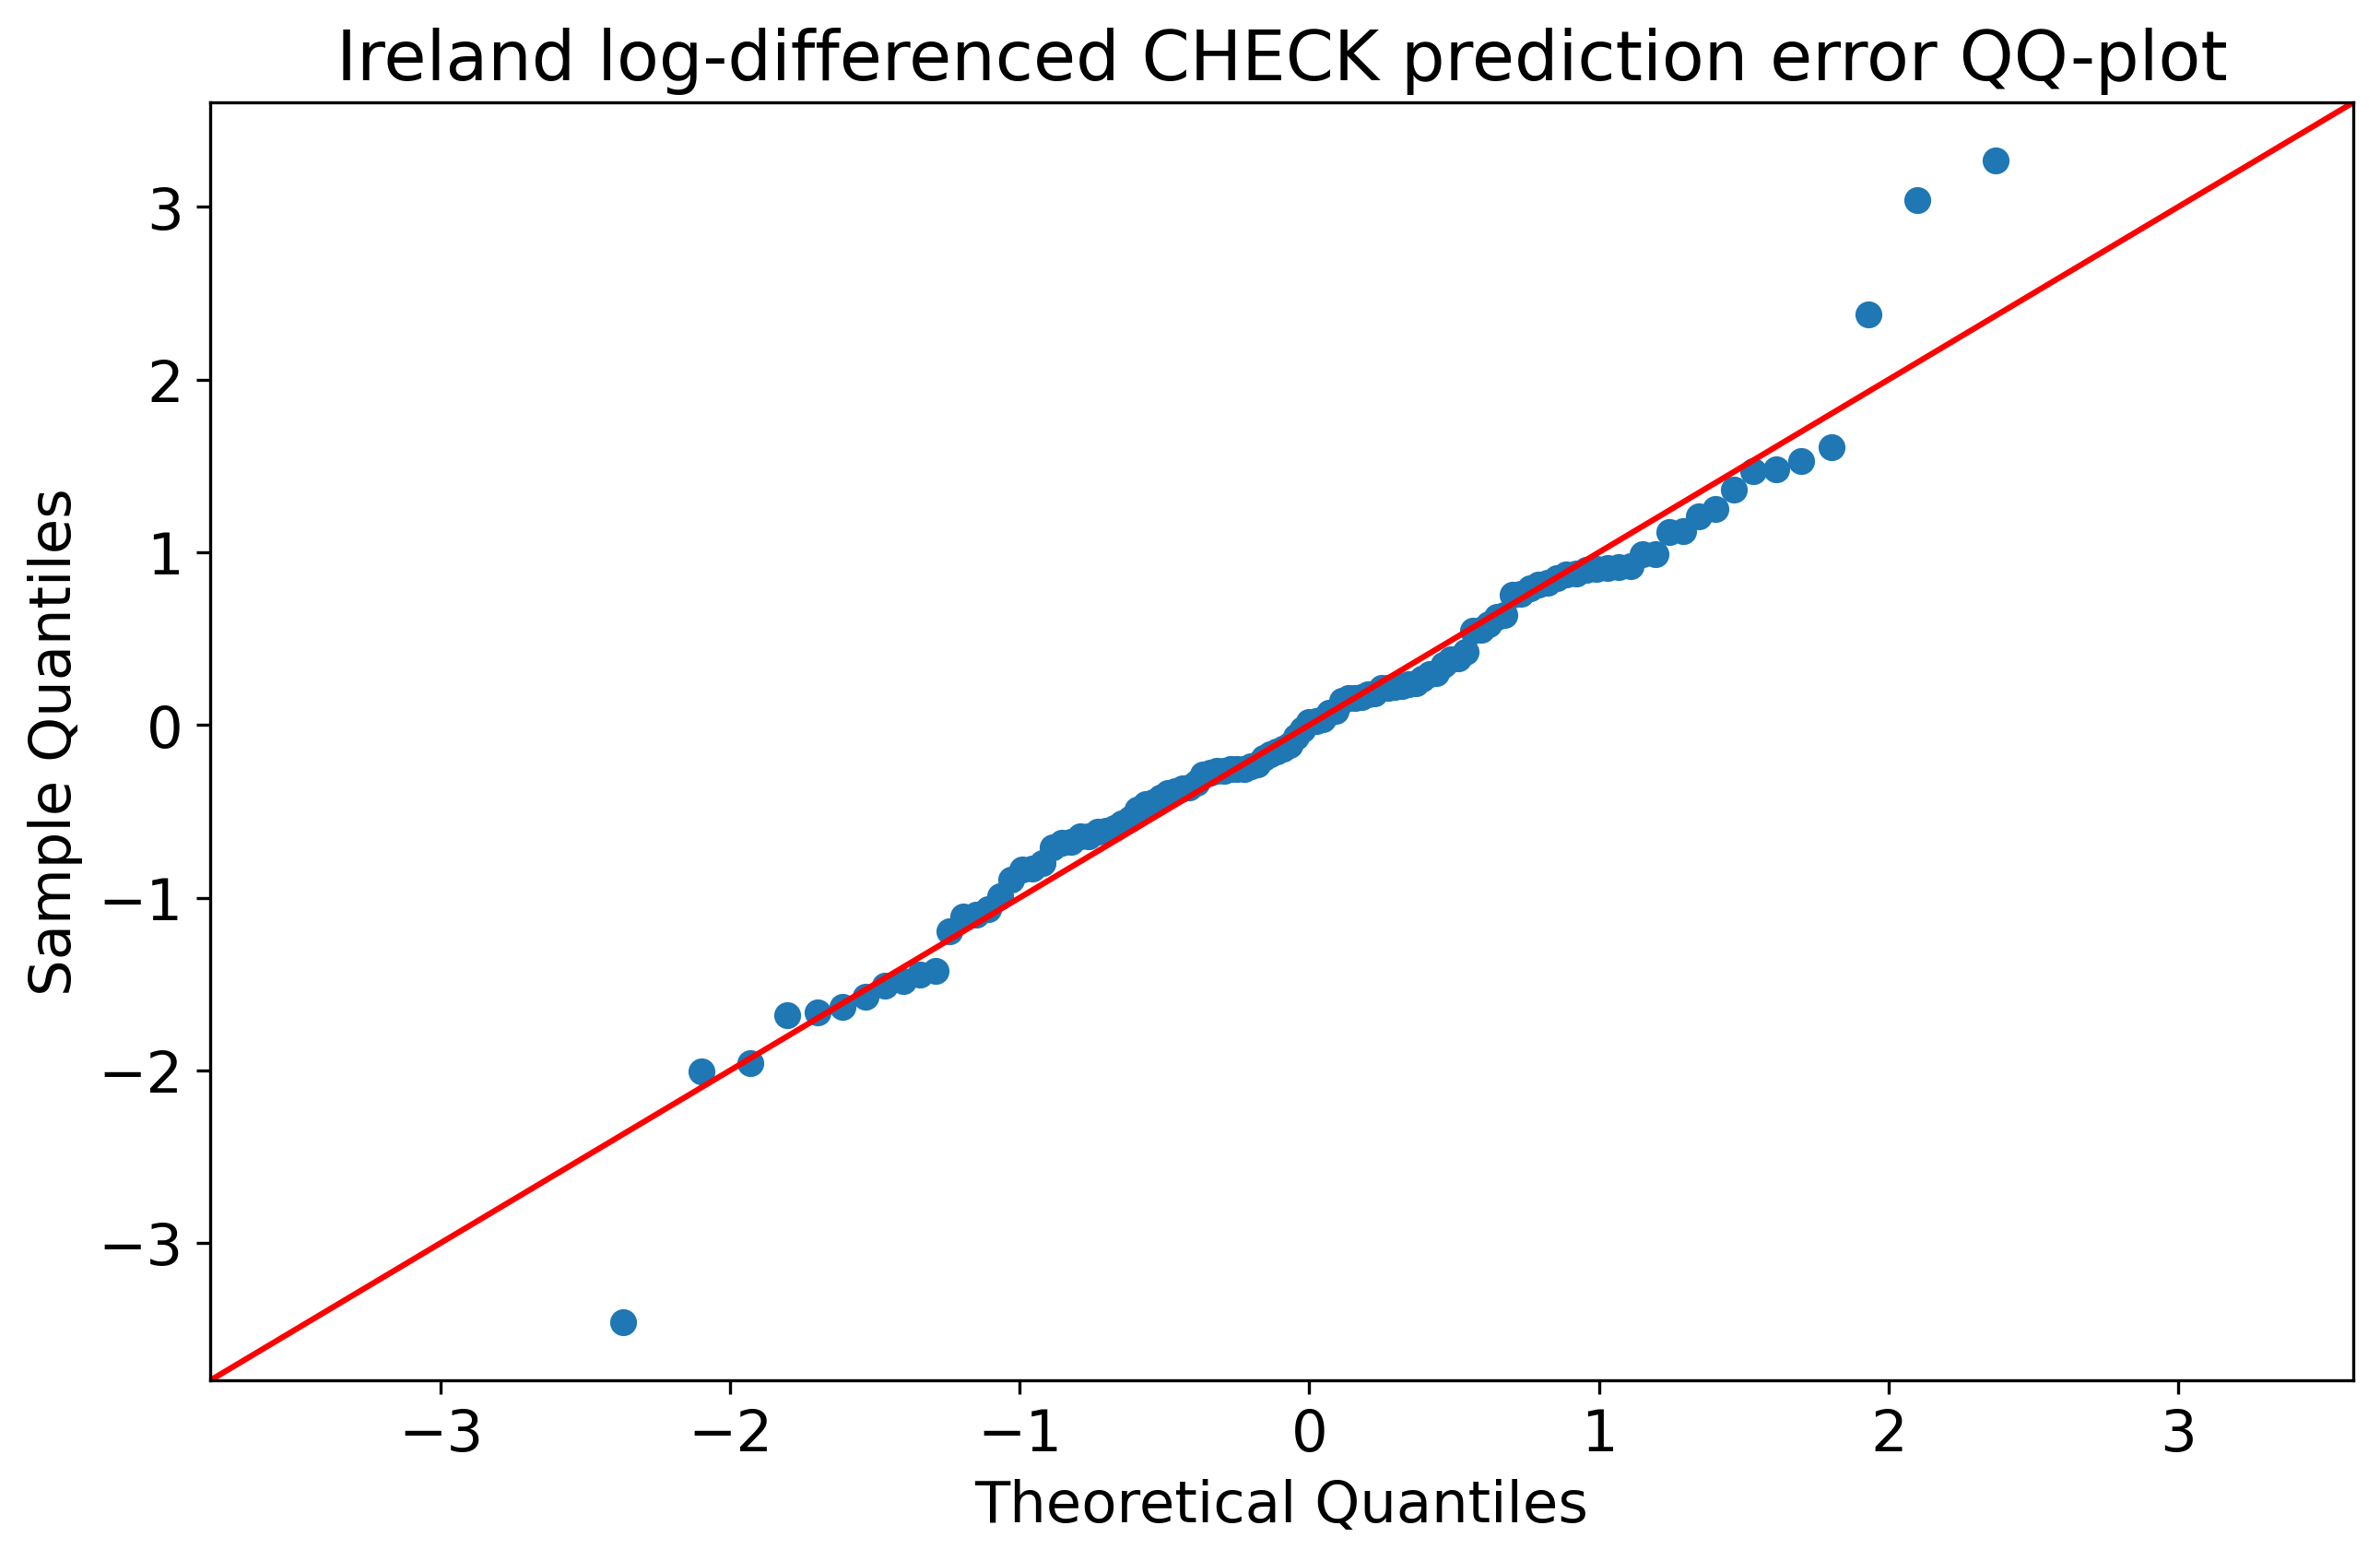 Ireland log-differenced CHECK prediction error QQ-plot
Sample Quantiles
3
2
1
0
−1
−2
−3
−3 −2 −1 0 1 2 3
Theoretical Quantiles